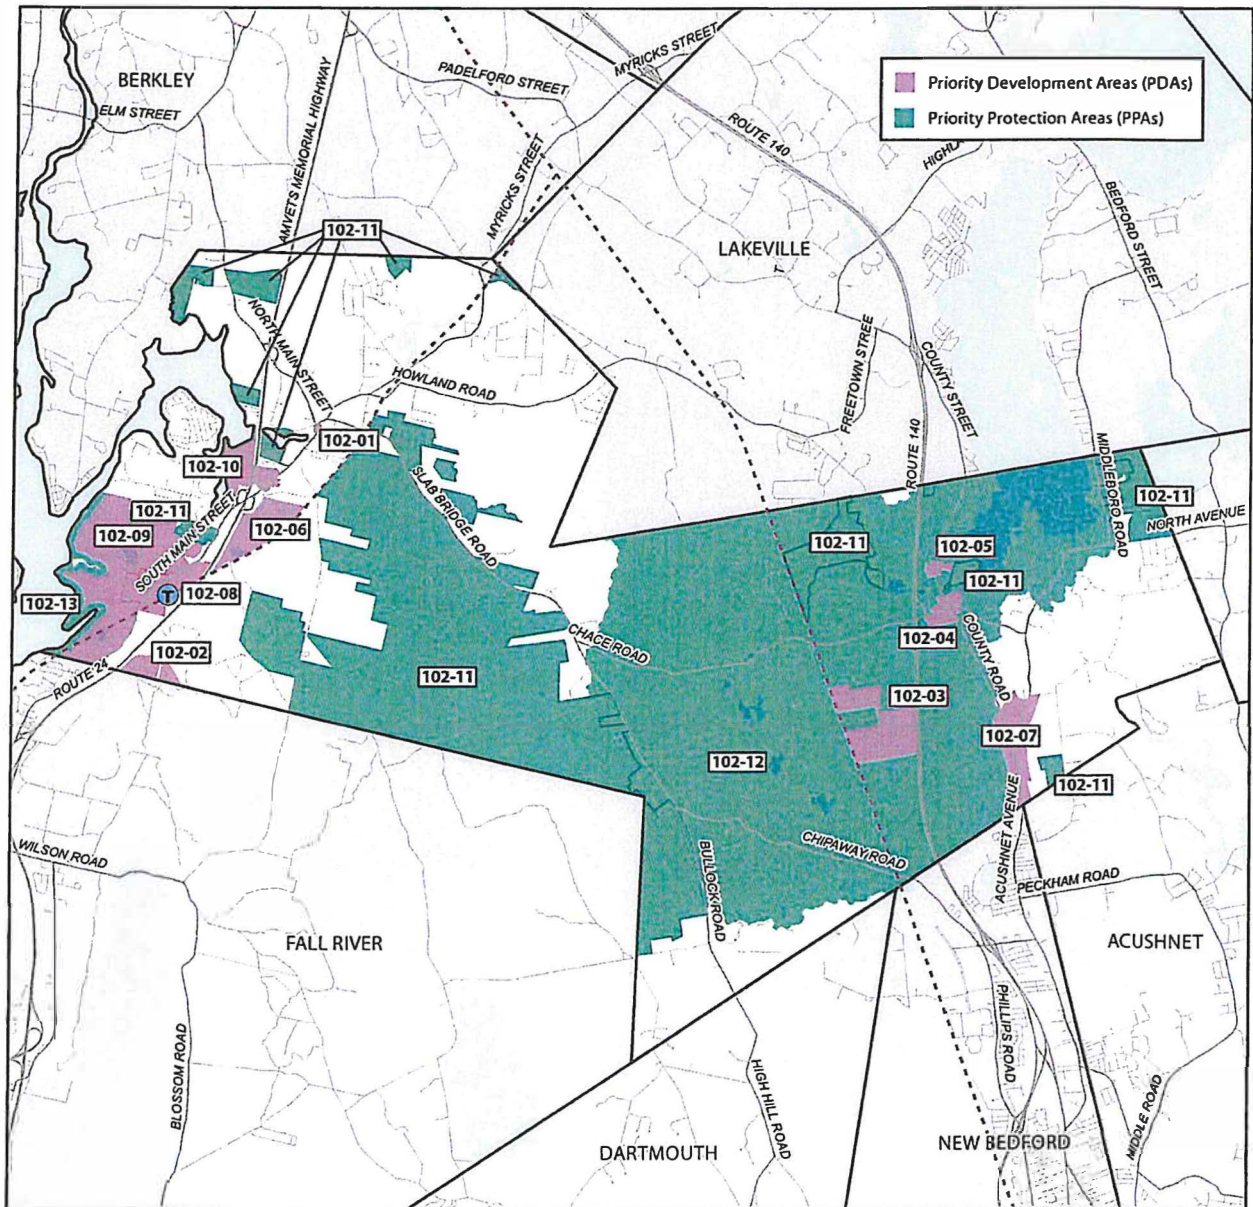 BERKLEY
ELM STREET
AMVETS MEMORIAL HIGHWAY
PADELFORD STREET
MYRICKS STREET
MYRICKS STREET
Priority Development Areas (PDAs)
Priority Protection Areas (PPAs)
ROUTE 140
BEDFORD STREET
102-11
LAKEVILLE
NORTH MAIN STREET
HOWLAND ROAD
FREETOWN STREE
COUNTY STREET
ROUTE 140
102-01
102-10
SLAB BRIDGE ROAD
MIDDLEBORO ROAD
102-11
NORTH AVENUE
102-11
102-09
SOUTH MAIN STREET
102-06
102-11
102-05
102-11
102-13
T
102-08
102-04
COUNTY ROAD
CHACE ROAD
102-02
ROUTE 24
102-11
102-03
102-07
102-12
102-11
CHIPAWAY ROAD
ACUSHNET AVENUE
WILSON ROAD
BULLOCK ROAD
PECKHAM ROAD
FALL RIVER
ACUSHNET
PHILLIPS ROAD
BLOSSOM ROAD
HIGH HILL ROAD
MIDDLE ROAD
DARTMOUTH
NEW BEDFORD